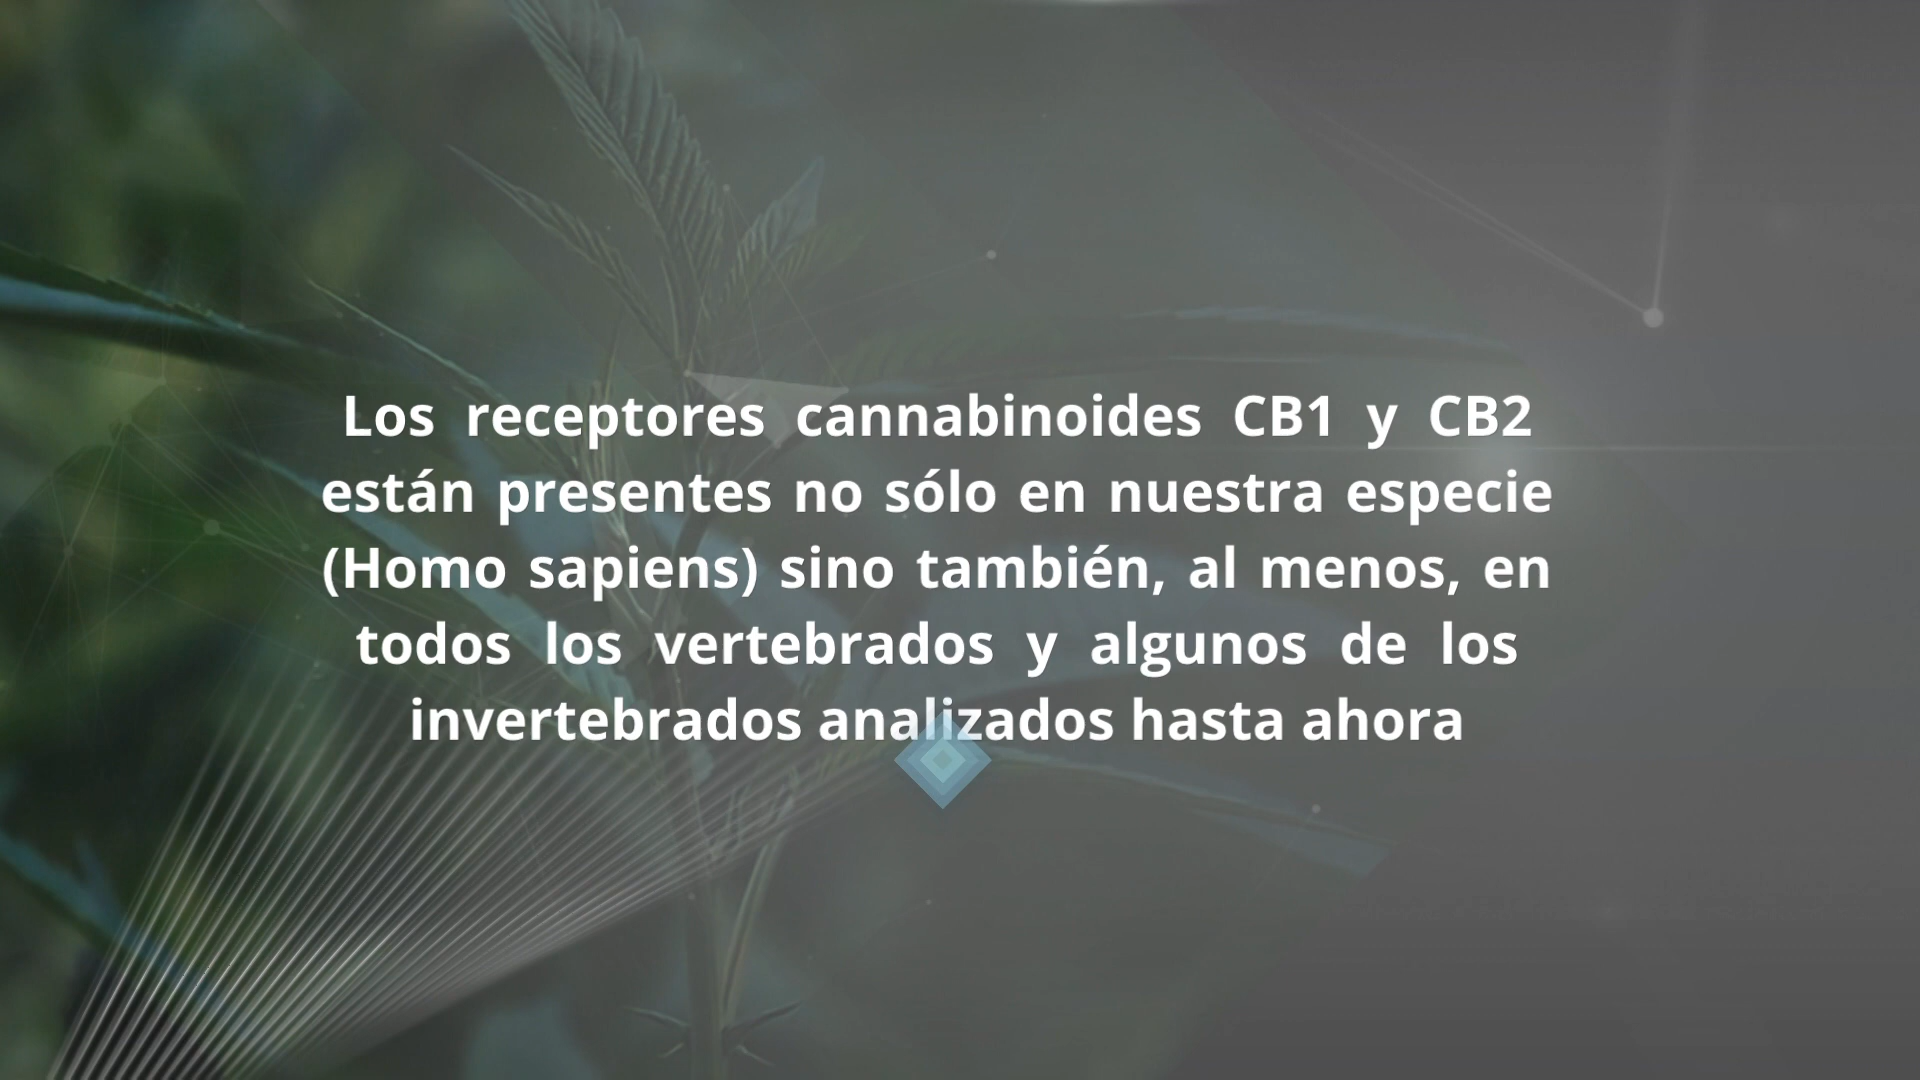 Los receptores cannabinoides CB1 y CB2
están presentes no sólo en nuestra especie
(Homo sapiens) sino también, al menos, en
todos los vertebrados y algunos de los
invertebrados analizados hasta ahora